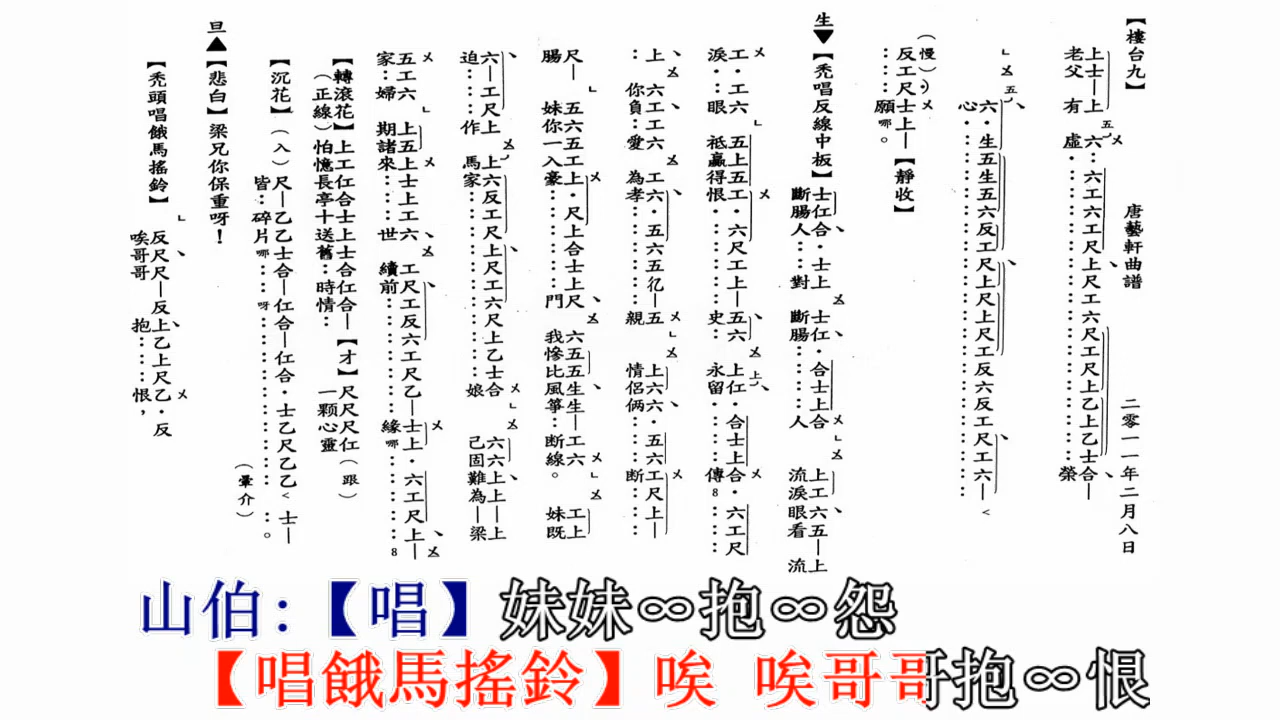 【樓台九】 唐藝軒曲譜 二零一一年二月八日
上士—上 五 六‧六工六工尺上尺工六尺工尺上乙上乙士合—
老父 有 虛‧::::::::::::榮
五 六‧生五生五六反工尺上尺上尺工反六反工尺工六—
心‧::::::::::::::::
(慢)反工尺士上—【靜收】
::::願哪。
生▼【禿唱反線中板】士仜合‧士上 士仜‧合士上合 上工六五—上
斷腸人::對 斷腸‧::::人 流淚眼看 流
工‧工六 五上五工‧六尺工上—五六 上仜‧合士上合‧六工尺
淚‧:眼 祗贏得恨‧:::::史: 永留‧:::傳8:::
上:六工‧工六 工六‧五六五亿—五 上六六‧五六工尺上—
: 你負:愛 為孝::::::親 情侶倆‧::断:::
尺— 五六五工上‧尺上合士上尺 六五五生生—工六 工上
腸 妹你一入豪‧::::::門 我慘比風箏:断線。 妹既
六—工尺上 上六反工尺上尺工六尺上乙士合 六六上上—上
迫:::作 馬家:::::::::::娘 己固難為—梁
五工六 上五上士上工 六 工尺工反六工尺乙—士上‧六工尺上—
家:婦 期諸來:::世 續前::::::緣哪::::8
【轉滾花】上工仜合士上士合仜合—【才】尺尺尺仜(跟)
(正線)怕憶長亭十送舊:時情: 一顆心靈
【沉花】(入)尺—乙乙士合—仜合—仜合‧士乙尺乙乙<士—
皆:碎片哪::呀::::::::::。(暈介)
旦▲【悲白】梁兄你保重呀!
【禿頭唱餓馬搖鈴】反尺尺—反上乙上尺乙‧反
唉哥哥 抱:::恨,
山伯:【唱】妹妹∞抱∞怨
【唱餓馬搖鈴】唉 唉哥哥抱∞恨